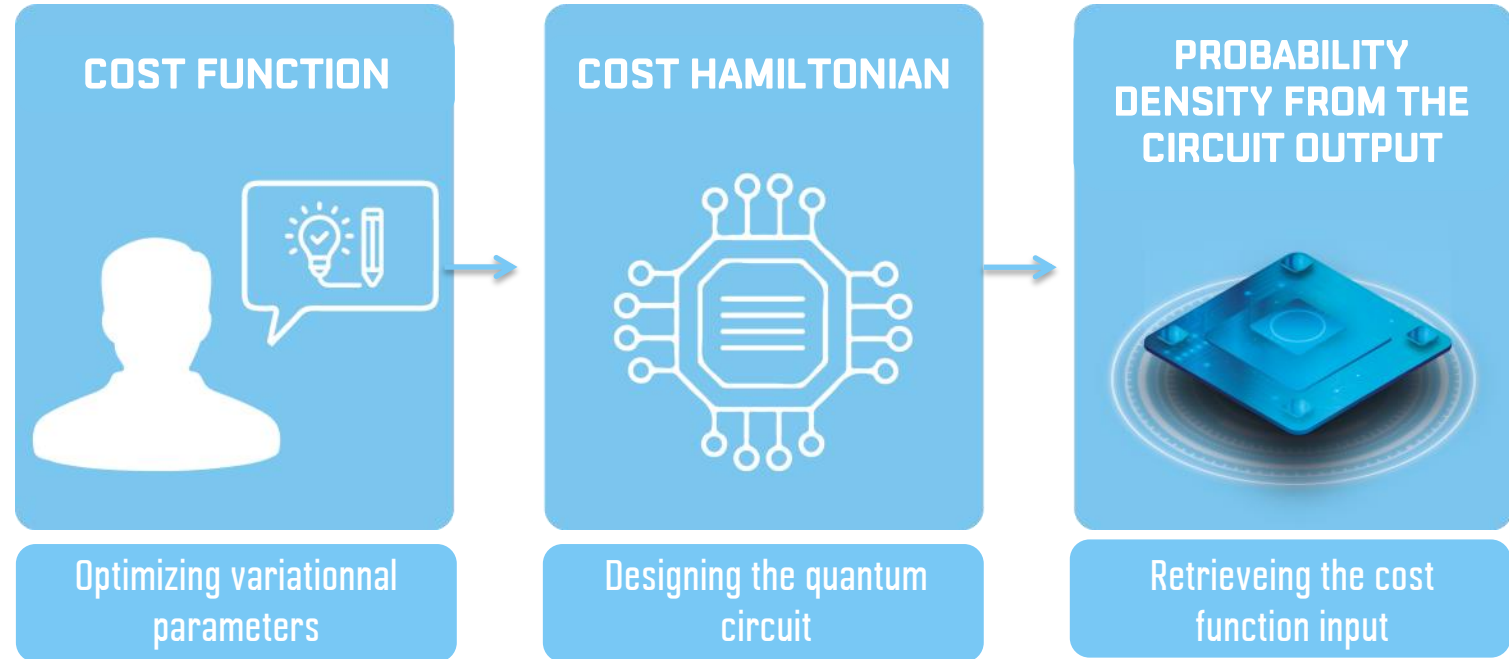 COST FUNCTION
COST HAMILTONIAN
PROBABILITY
DENSITY FROM THE
CIRCUIT OUTPUT
Optimizing variationnal
parameters
Designing the quantum
circuit
Retrieveing the cost
function input